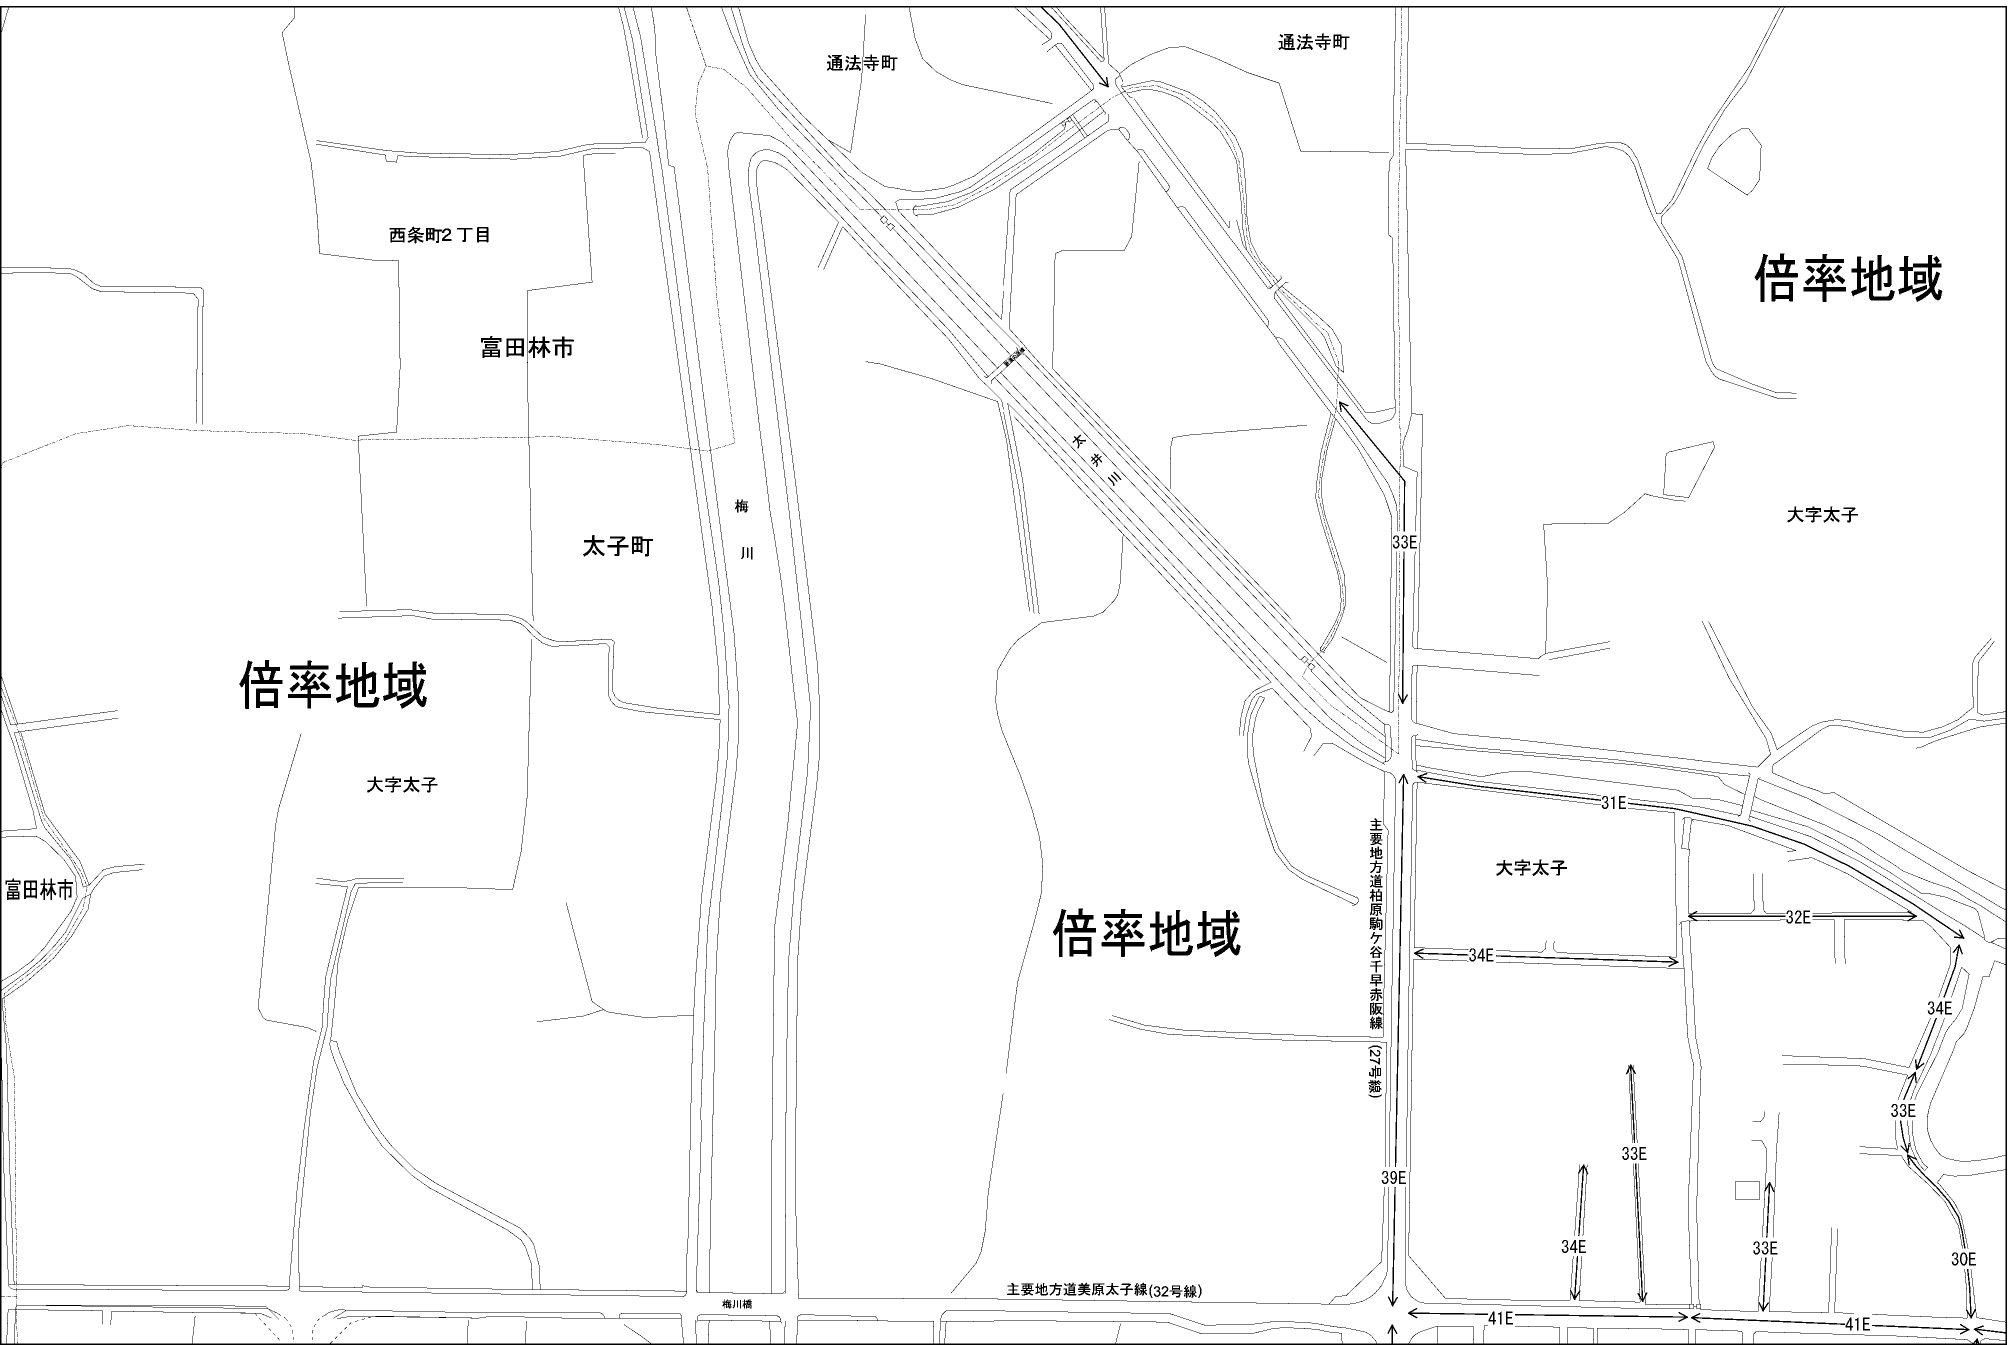 通法寺町
通法寺町
西条町2丁目
倍率地域
富田林市
大字太子
太井川
梅川
太子町
33E
倍率地域
大字太子
31E
主要地方道柏原駒ケ谷千早赤阪線(27号線)
大字太子
富田林市
32E
倍率地域
34E
34E
33E
33E
39E
34E
33E
30E
主要地方道美原太子線(32号線)
梅川橋
41E
41E